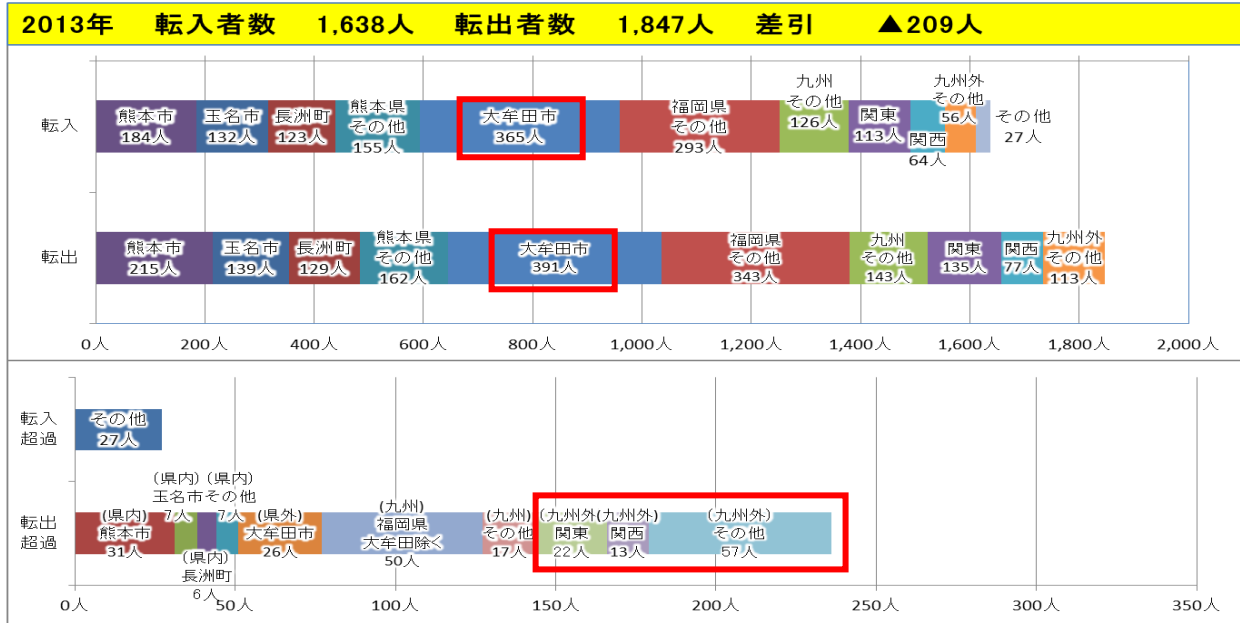 2013年 転入者数 1,638人 転出者数 1,847人 差引 ▲209人
転入
熊本市
184人
玉名市
132人
長洲町
123人
熊本県
その他
155人
大牟田市
365人
福岡県
その他
293人
九州
その他
126人
関東
113人
関西
64人
九州外
その他
56人
その他
27人
転出
熊本市
215人
玉名市
139人
長洲町
129人
熊本県
その他
162人
大牟田市
391人
福岡県
その他
343人
九州
その他
143人
関東
135人
関西
77人
九州外
その他
113人
0人 200人 400人 600人 800人 1,000人 1,200人 1,400人 1,600人 1,800人 2,000人
転入
超過
その他
27人
転出
超過
(県内)
熊本市
31人
(県内)
玉名市
7人
(県内)
長洲町
6人
(県内)
その他
7人
(県外)
大牟田市
26人
(九州)
福岡県
大牟田除く
50人
(九州)
その他
17人
(九州外)
関東
22人
(九州外)
関西
13人
(九州外)
その他
57人
0人 50人 100人 150人 200人 250人 300人 350人